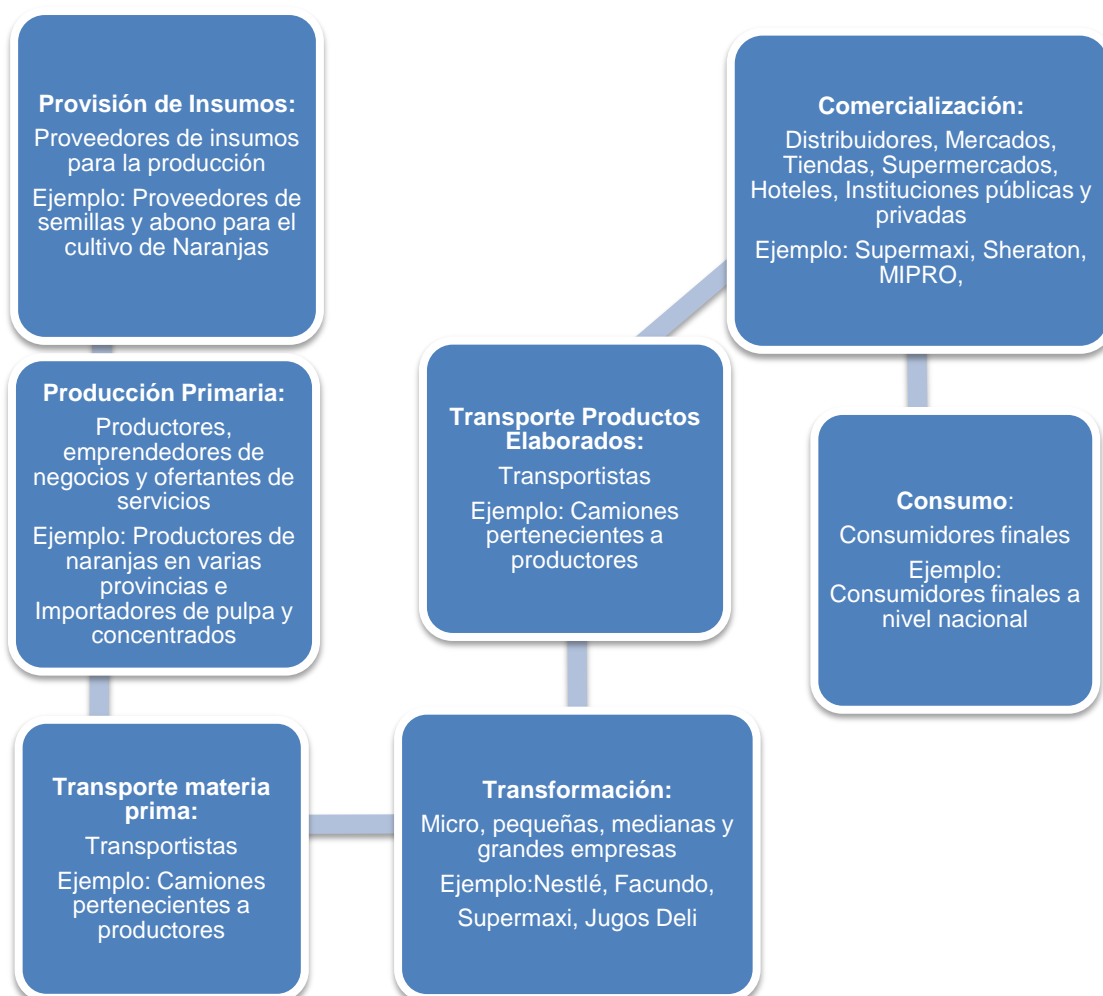 Provisión de Insumos:
Proveedores de insumos
para la producción
Ejemplo: Proveedores de
semillas y abono para el
cultivo de Naranjas
Producción Primaria:
Productores,
emprendedores de
negocios y ofertantes de
servicios
Ejemplo: Productores de
naranjas en varias
provincias e
Importadores de pulpa y
concentrados
Transporte materia
prima:
Transportistas
Ejemplo: Camiones
pertenecientes a
productores
Transformación:
Micro, pequeñas, medianas y
grandes empresas
Ejemplo:Nestlé, Facundo,
Supermaxi, Jugos Deli
Transporte Productos
Elaborados:
Transportistas
Ejemplo: Camiones
pertenecientes a
productores
Comercialización:
Distribuidores, Mercados,
Tiendas, Supermercados,
Hoteles, Instituciones públicas y
privadas
Ejemplo: Supermaxi, Sheraton,
MIPRO,
Consumo:
Consumidores finales
Ejemplo:
Consumidores finales a
nivel nacional